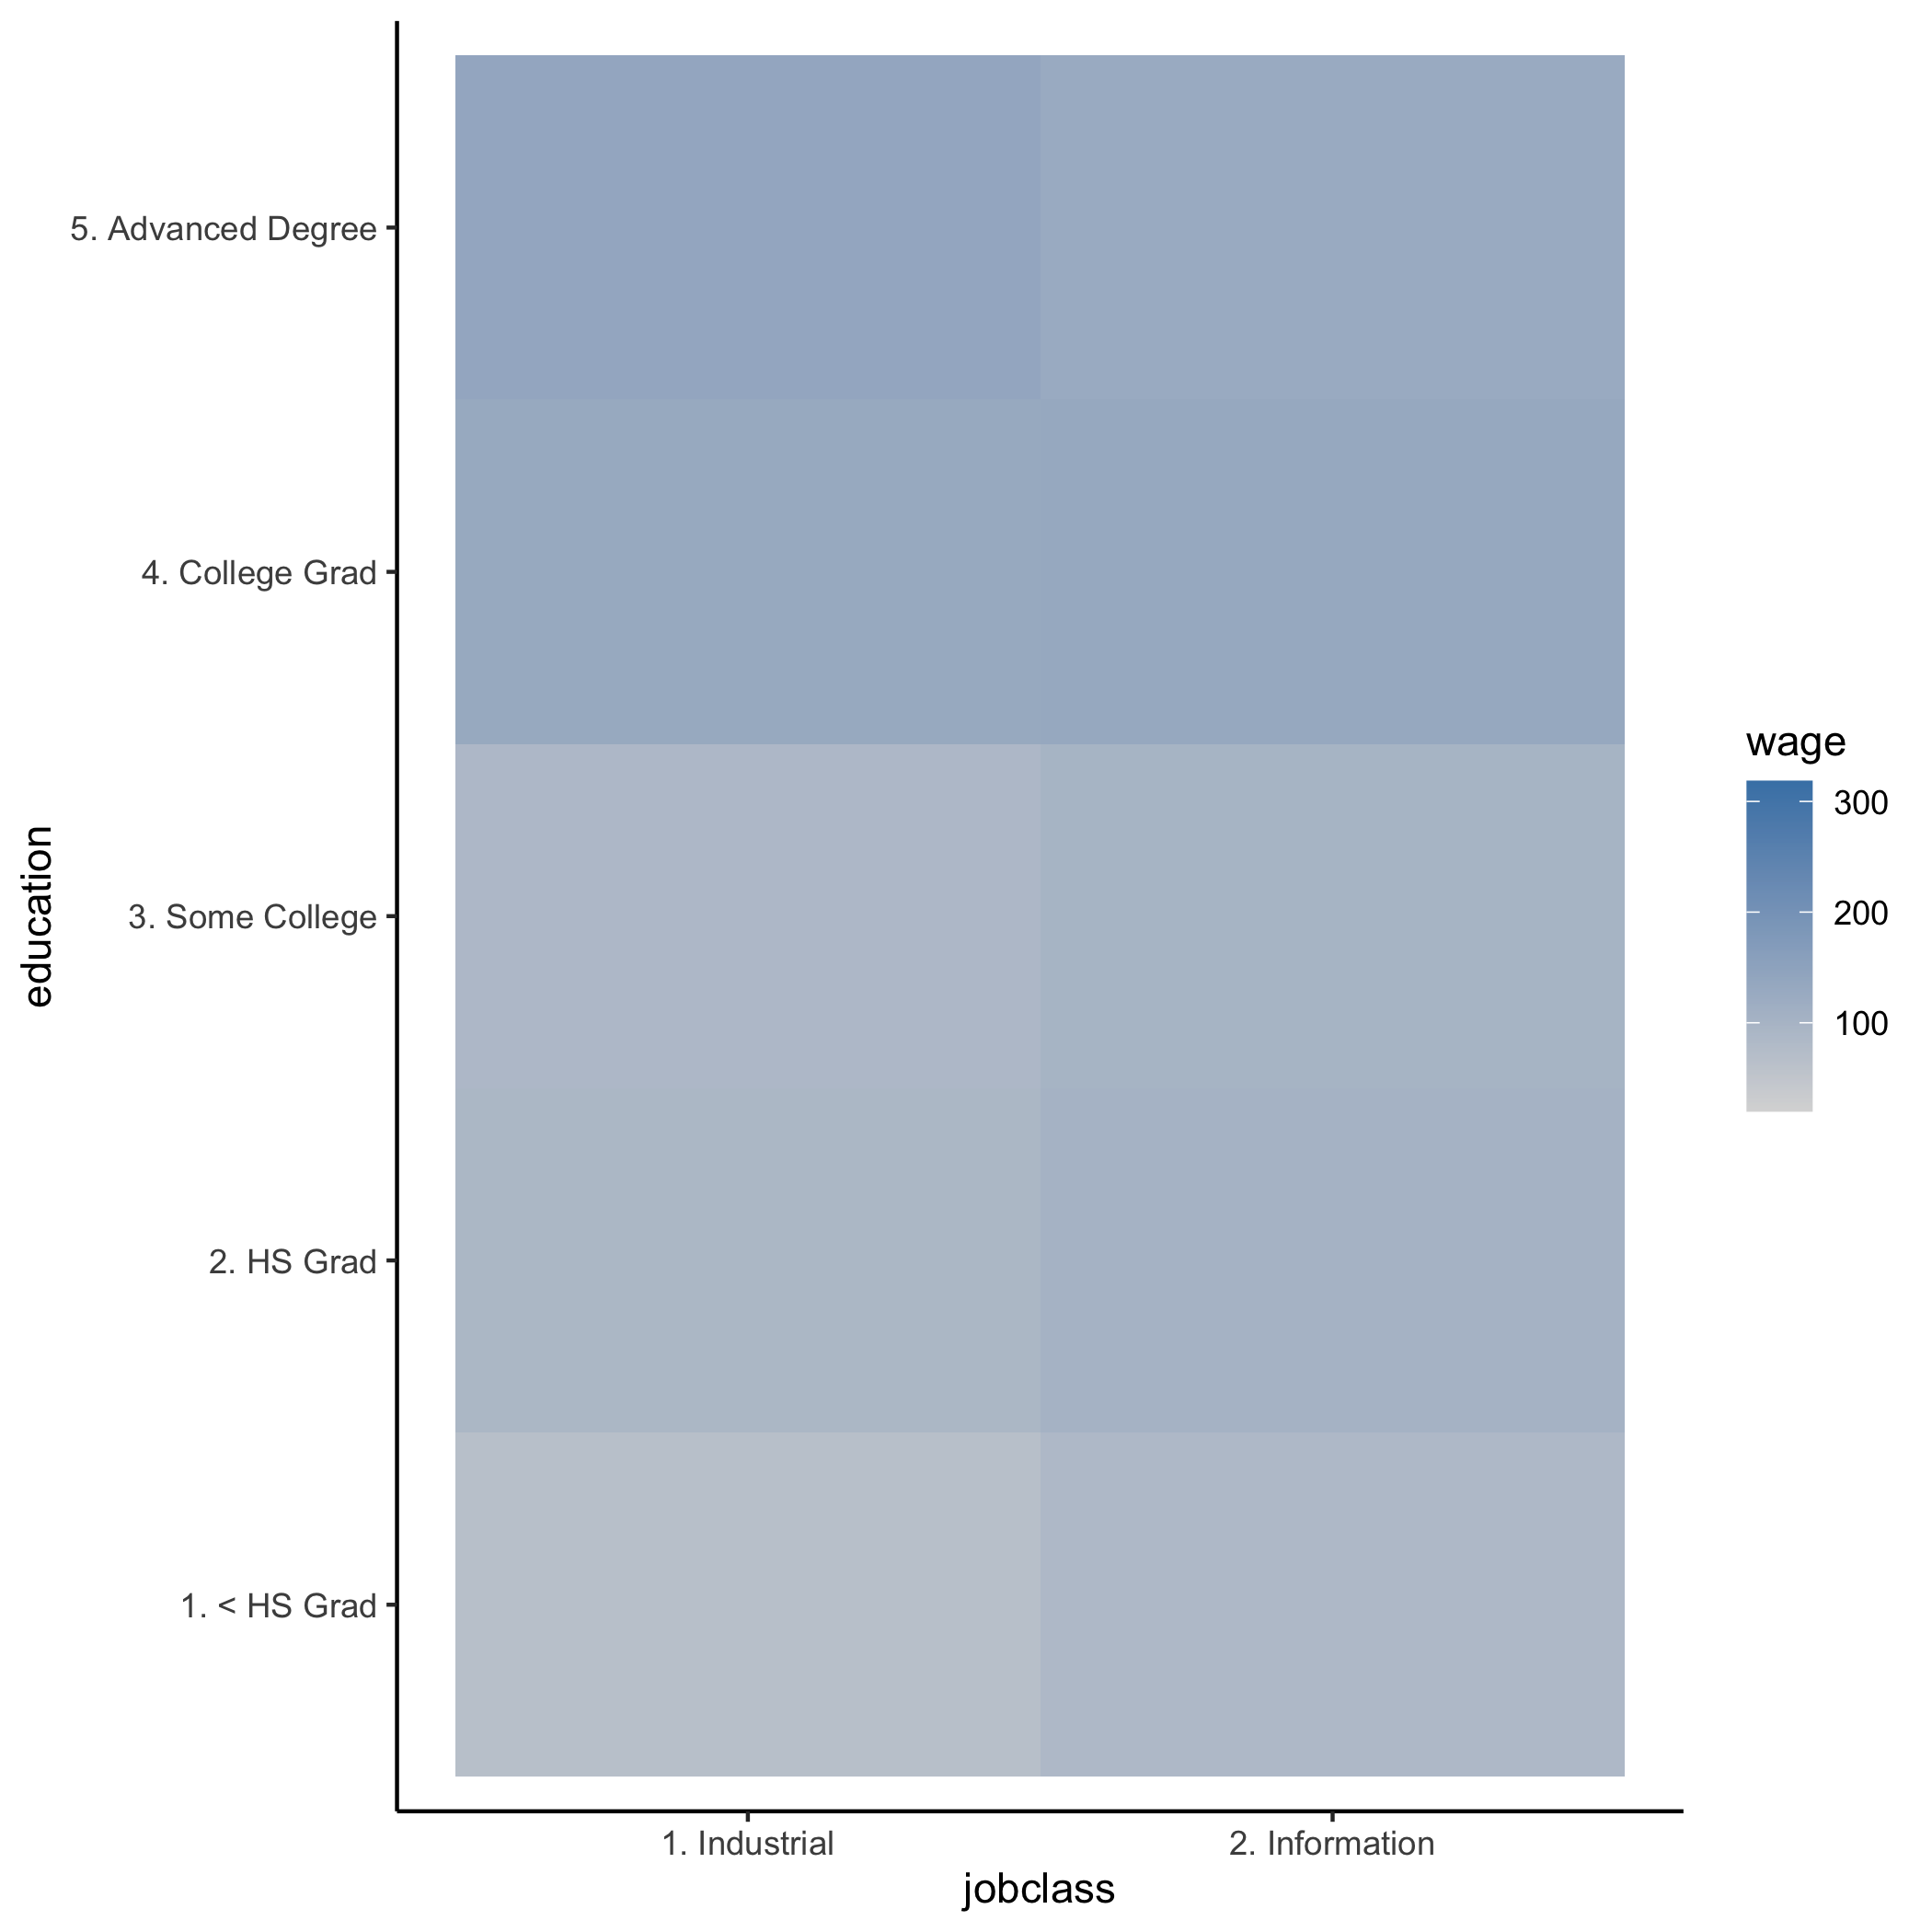 5. Advanced Degree
4. College Grad
3. Some College
2. HS Grad
1. < HS Grad
education
1. Industrial
2. Information
jobclass
wage
300
200
100